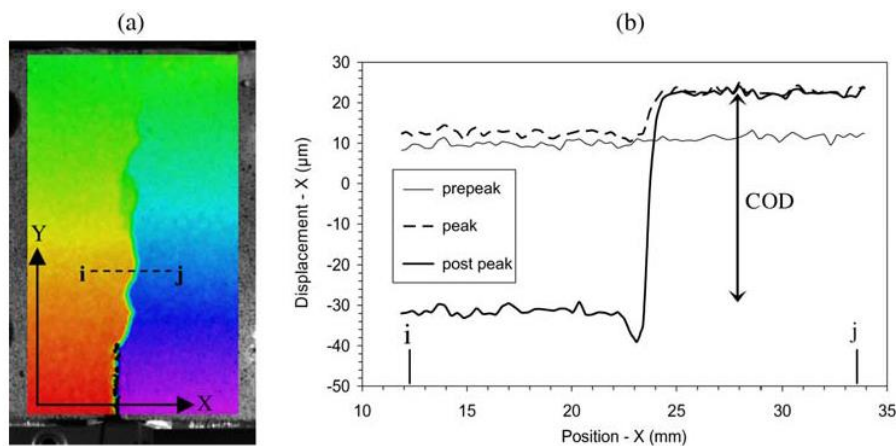 (a)
(b)
Y
i
j
X
30
20
10
0
-10
-20
-30
-40
-50
Displacement - X (µm)
prepeak
peak
post peak
COD
i
j
10
15
20
25
30
35
Position - X (mm)